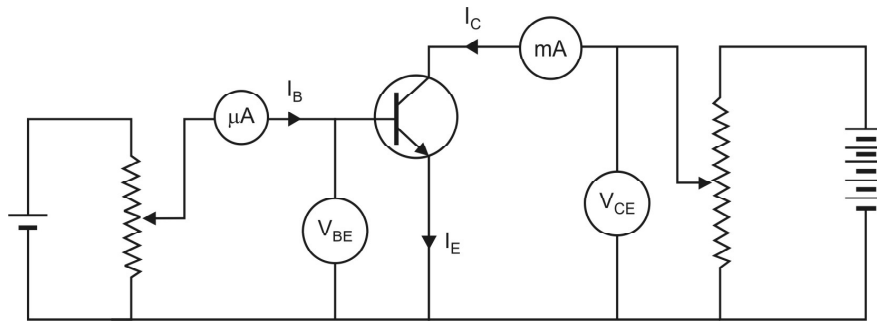 I_C
mA
I_B
μA
V_BE
V_CE
I_E